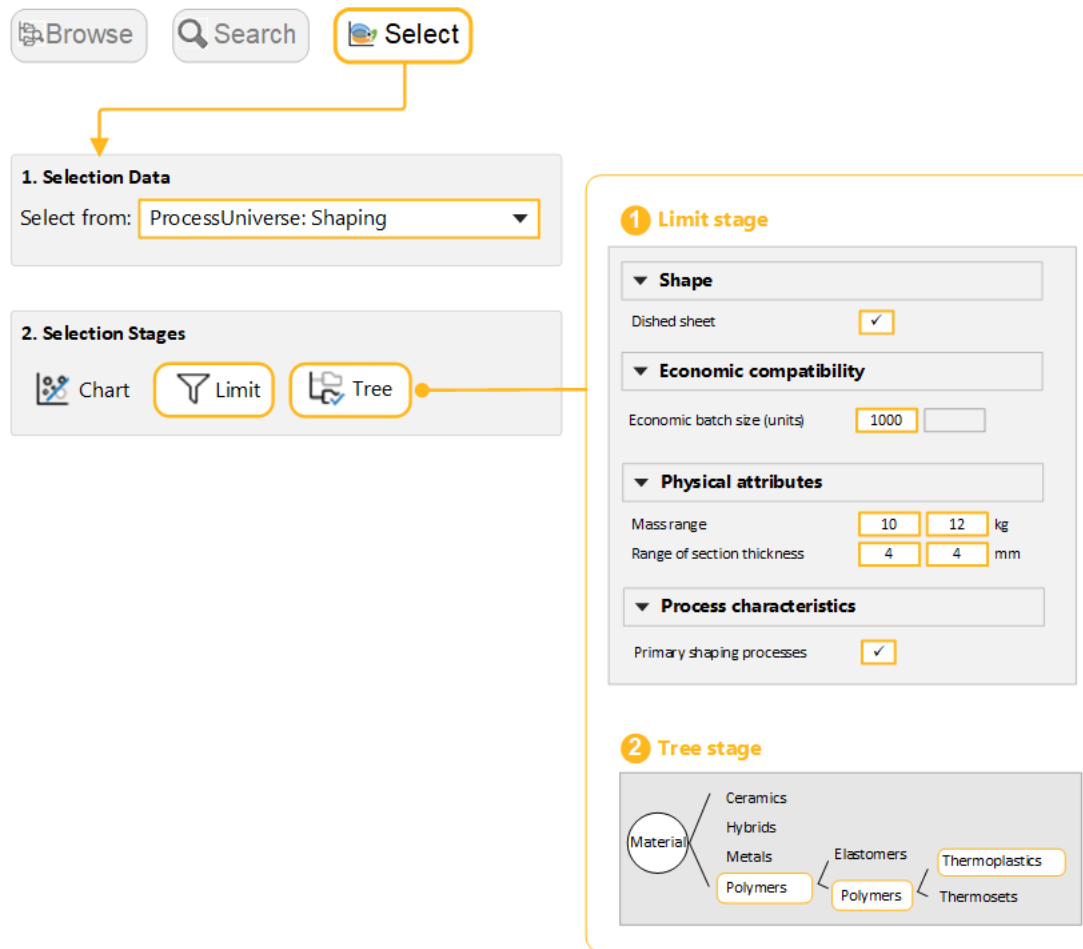 Browse
Search
Select
1. Selection Data
Select from: ProcessUniverse: Shaping
2. Selection Stages
Chart
Limit
Tree
1 Limit stage
Shape
Dished sheet ✓
Economic compatibility
Economic batch size (units) 1000
Physical attributes
Mass range 10 12 kg
Range of section thickness 4 4 mm
Process characteristics
Primary shaping processes ✓
2 Tree stage
Material
Ceramics
Hybrids
Metals
Polymers
Elastomers
Polymers
Thermoplastics
Thermosets